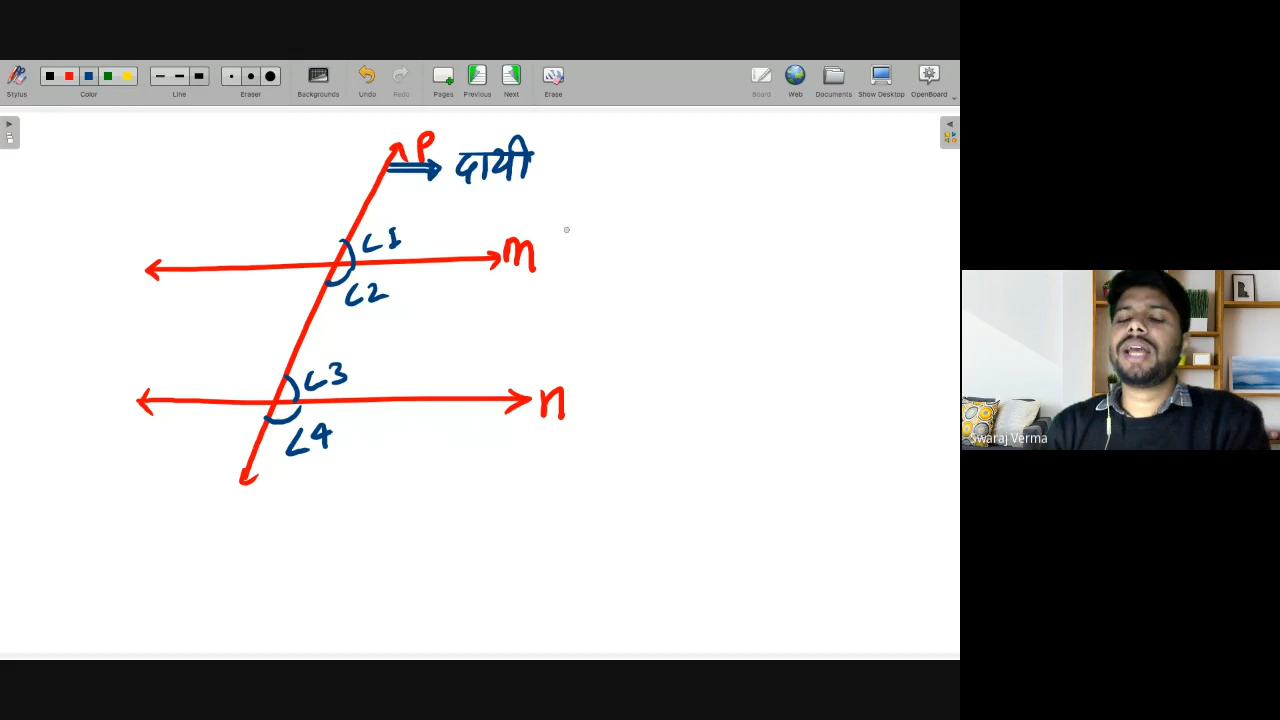 Stylus Color Line Eraser Backgrounds Undo Redo Pages Previous Next Erase Board Web Documents Show Desktop OpenBoard
P
दायी
∠1
m
∠2
∠3
n
∠4
Swaraj Verma